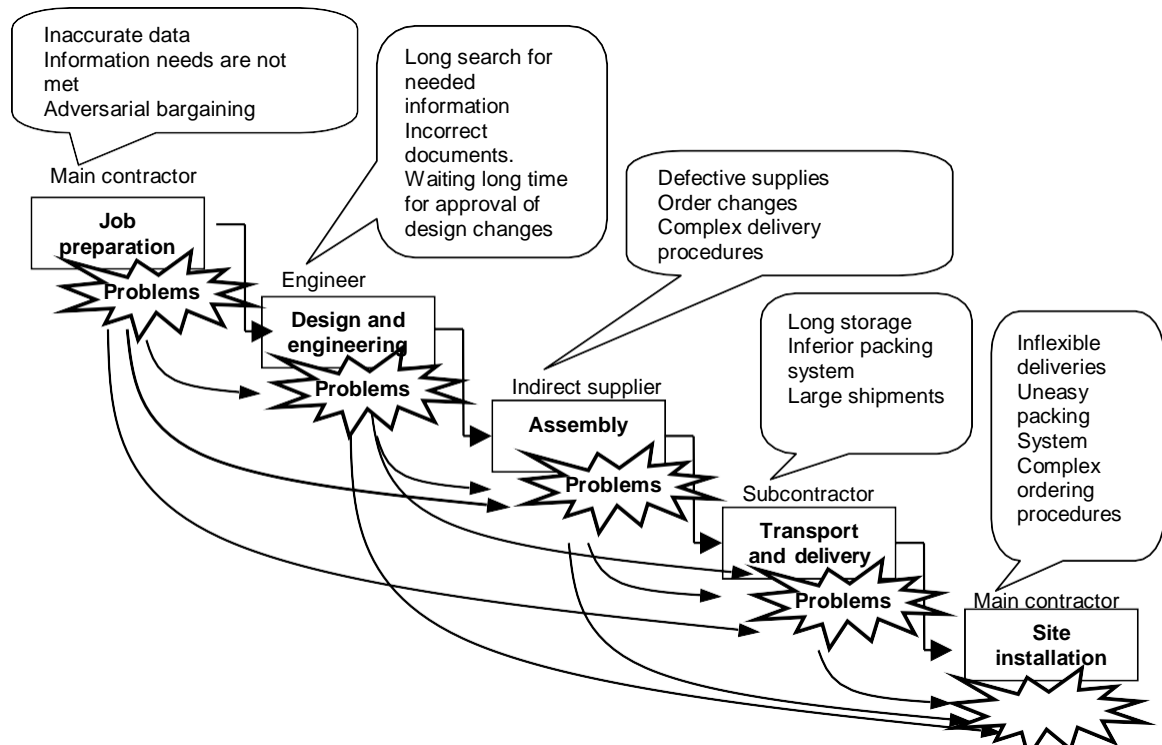 Inaccurate data
Information needs are not
met
Adversarial bargaining
Main contractor
Job
preparation
Problems
Long search for
needed
information
Incorrect
documents.
Waiting long time
for approval of
design changes
Engineer
Design and
engineering
Problems
Defective supplies
Order changes
Complex delivery
procedures
Indirect supplier
Assembly
Problems
Long storage
Inferior packing
system
Large shipments
Subcontractor
Transport
and delivery
Problems
Inflexible
deliveries
Uneasy
packing
System
Complex
ordering
procedures
Main contractor
Site
installation